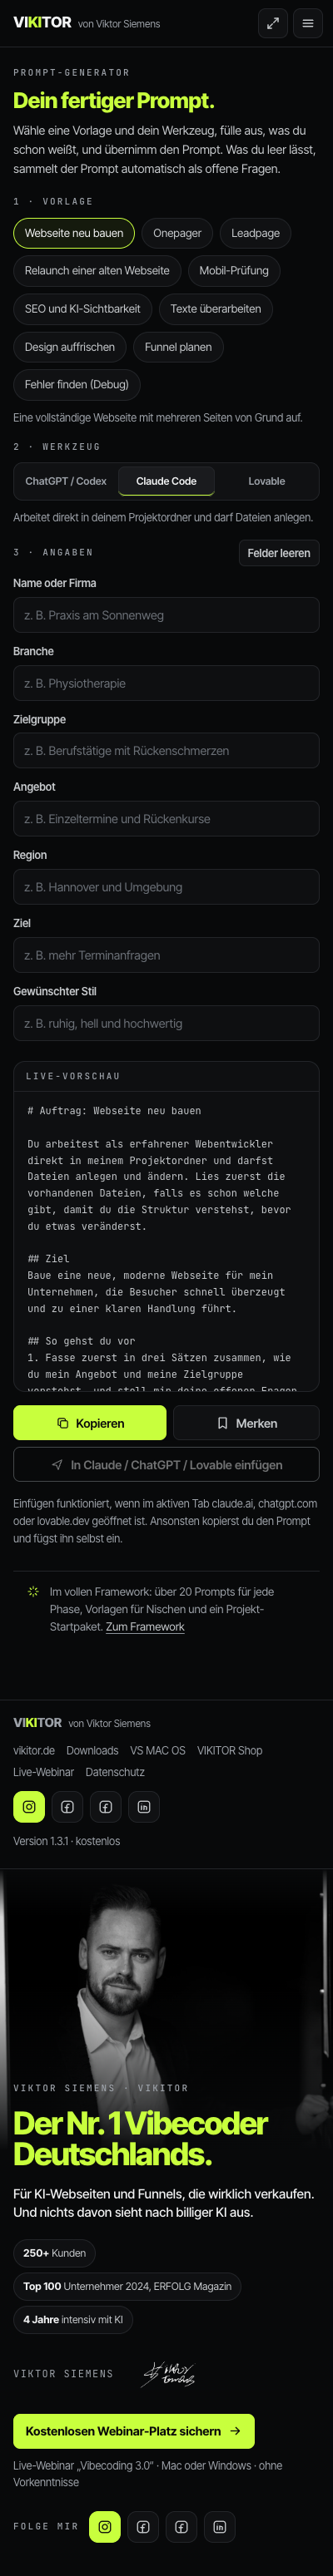 VIKITOR von Viktor Siemens
PROMPT-GENERATOR
Dein fertiger Prompt.
Wähle eine Vorlage und dein Werkzeug, fülle aus, was du
schon weißt, und übernimm den Prompt. Was du leer lässt,
sammelt der Prompt automatisch als offene Fragen.
1 · VORLAGE
Webseite neu bauen Onepager Leadpage
Relaunch einer alten Webseite Mobil-Prüfung
SEO und KI-Sichtbarkeit Texte überarbeiten
Design auffrischen Funnel planen
Fehler finden (Debug)
Eine vollständige Webseite mit mehreren Seiten von Grund auf.
2 · WERKZEUG
ChatGPT / Codex Claude Code Lovable
Arbeitet direkt in deinem Projektordner und darf Dateien anlegen.
3 · ANGABEN Felder leeren
Name oder Firma
z. B. Praxis am Sonnenweg
Branche
z. B. Physiotherapie
Zielgruppe
z. B. Berufstätige mit Rückenschmerzen
Angebot
z. B. Einzeltermine und Rückenkurse
Region
z. B. Hannover und Umgebung
Ziel
z. B. mehr Terminanfragen
Gewünschter Stil
z. B. ruhig, hell und hochwertig
LIVE-VORSCHAU
# Auftrag: Webseite neu bauen
Du arbeitest als erfahrener Webentwickler
direkt in meinem Projektordner und darfst
Dateien anlegen und ändern. Lies zuerst die
vorhandenen Dateien, falls es schon welche
gibt, damit du die Struktur verstehst, bevor
du etwas veränderst.
## Ziel
Baue eine neue, moderne Webseite für mein
Unternehmen, die Besucher schnell überzeugt
und zu einer klaren Handlung führt.
## So gehst du vor
1. Fasse zuerst in drei Sätzen zusammen, wie
du mein Angebot und meine Zielgruppe
verstehst, und stell mir deine offenen Fragen
Kopieren Merken
In Claude / ChatGPT / Lovable einfügen
Einfügen funktioniert, wenn im aktiven Tab claude.ai, chatgpt.com
oder lovable.dev geöffnet ist. Ansonsten kopierst du den Prompt
und fügst ihn selbst ein.
Im vollen Framework: über 20 Prompts für jede
Phase, Vorlagen für Nischen und ein Projekt-
Startpaket. Zum Framework
VIKITOR von Viktor Siemens
vikitor.de Downloads VS MAC OS VIKITOR Shop
Live-Webinar Datenschutz
Version 1.3.1 · kostenlos
VIKTOR SIEMENS · VIKITOR
Der Nr. 1 Vibecoder
Deutschlands.
Für KI-Webseiten und Funnels, die wirklich verkaufen.
Und nichts davon sieht nach billiger KI aus.
250+ Kunden
Top 100 Unternehmer 2024, ERFOLG Magazin
4 Jahre intensiv mit KI
VIKTOR SIEMENS
Kostenlosen Webinar-Platz sichern →
Live-Webinar „Vibecoding 3.0“ · Mac oder Windows · ohne
Vorkenntnisse
FOLGE MIR